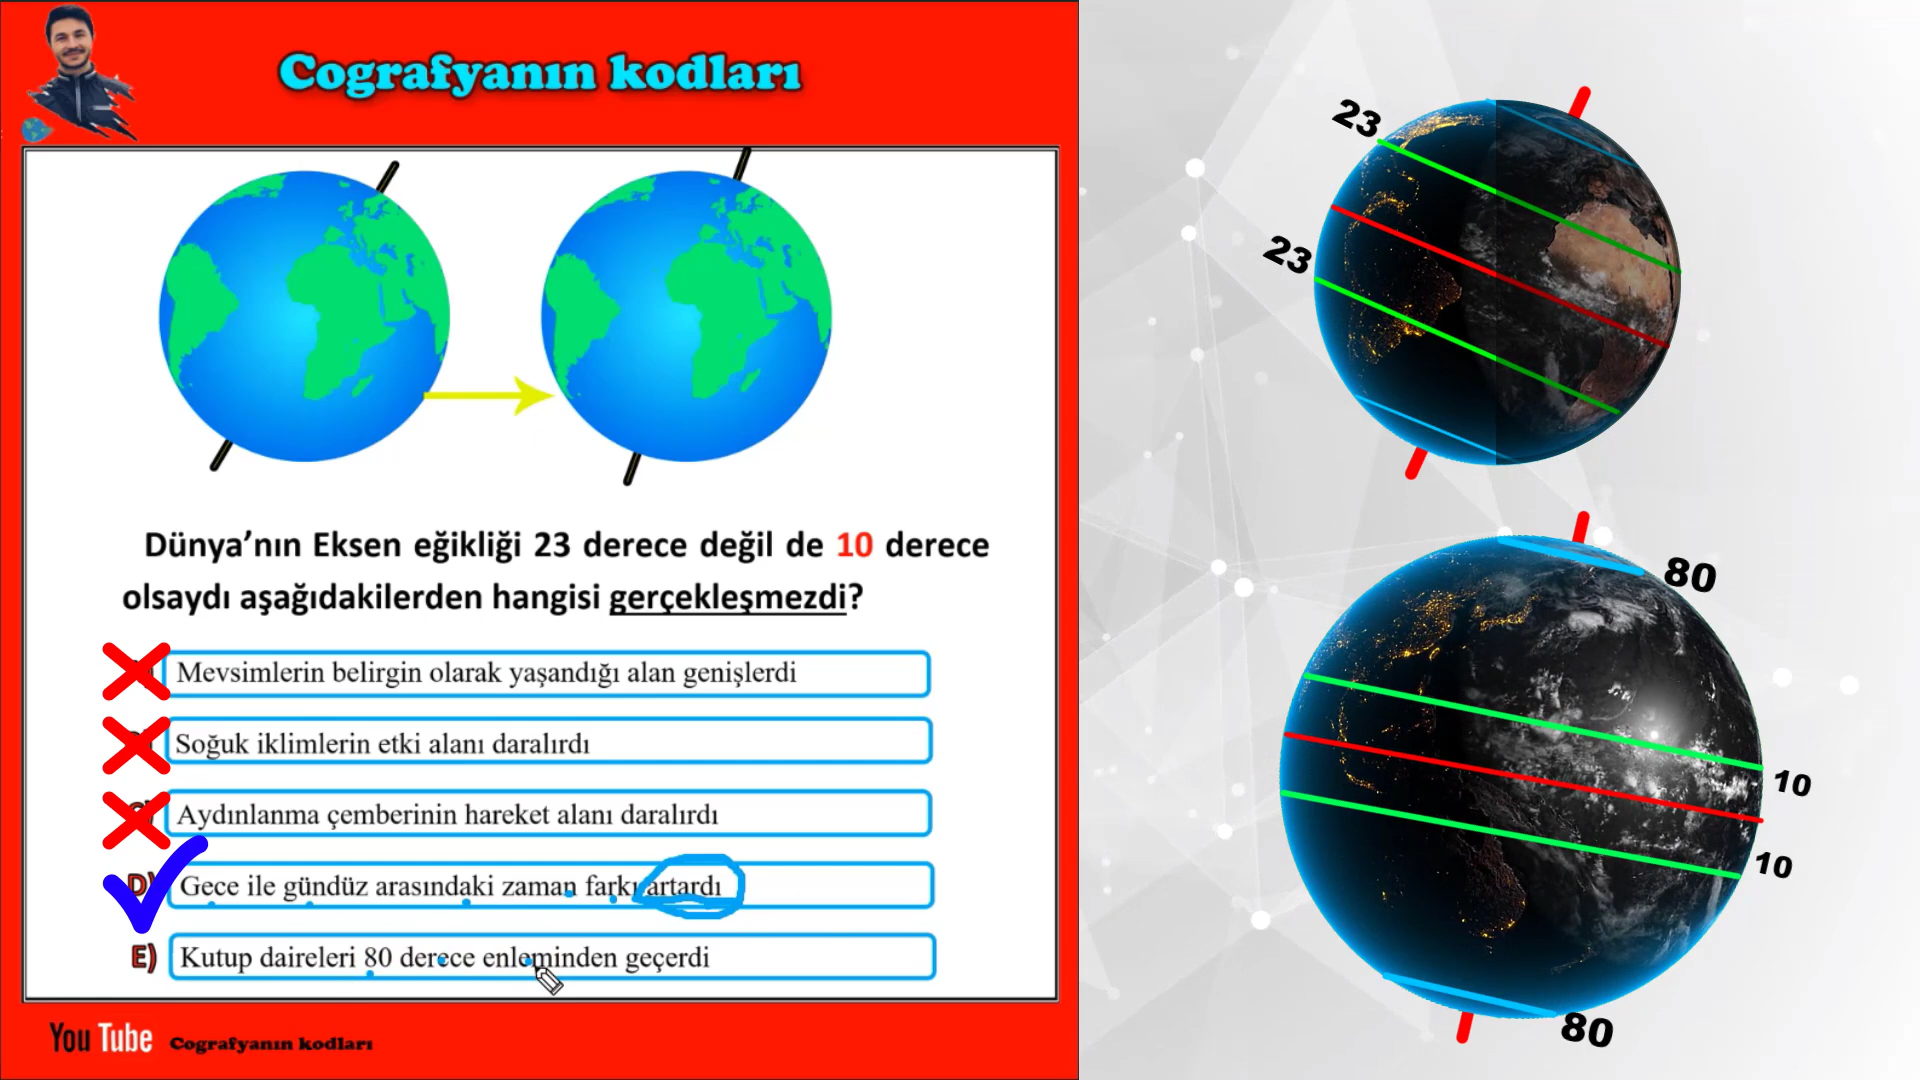 Cografyanın kodları
Dünya’nın Eksen eğikliği 23 derece değil de 10 derece
olsaydı aşağıdakilerden hangisi gerçekleşmezdi?
Mevsimlerin belirgin olarak yaşandığı alan genişlerdi
Soğuk iklimlerin etki alanı daralırdı
Aydınlanma çemberinin hareket alanı daralırdı
D) Gece ile gündüz arasındaki zaman farkı artardı
E) Kutup daireleri 80 derece enleminden geçerdi
You Tube Cografyanın kodları
23
23
80
10
10
80